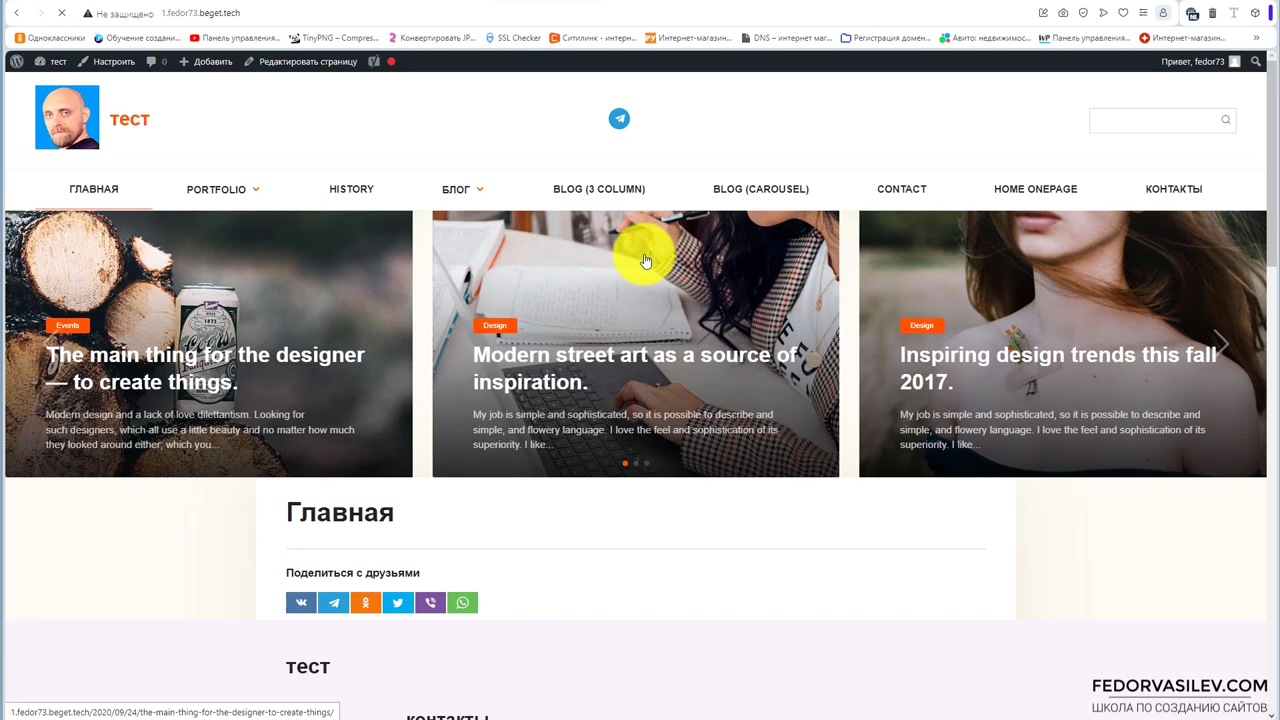 Не защищено 1.fedor73.beget.tech
Одноклассники Обучение создани... Панель управления... TinyPNG – Compres... Конвертировать JP... SSL Checker Ситилинк - интерн... Интернет-магазин... DNS – интернет маг... Регистрация домен... Авито: недвижимос... Панель управления... Интернет-магазин... »
тест Настроить 0 Добавить Редактировать страницу Привет, fedor73
тест
ГЛАВНАЯ PORTFOLIO HISTORY БЛОГ BLOG (3 COLUMN) BLOG (CAROUSEL) CONTACT HOME ONEPAGE КОНТАКТЫ
Events
The main thing for the designer
— to create things.
Modern design and a lack of love dilettantism. Looking for
such designers, which all use a little beauty and no matter how much
they looked around either, which you...
Design
Modern street art as a source of
inspiration.
My job is simple and sophisticated, so it is possible to describe and
simple, and flowery language. I love the feel and sophistication of its
superiority. I like...
Design
Inspiring design trends this fall
2017.
My job is simple and sophisticated, so it is possible to describe and
simple, and flowery language. I love the feel and sophistication of its
superiority. I like...
Главная
Поделиться с друзьями
тест
контакты
FEDORVASILEV.COM
ШКОЛА ПО СОЗДАНИЮ САЙТОВ
1.fedor73.beget.tech/2020/09/24/the-main-thing-for-the-designer-to-create-things/